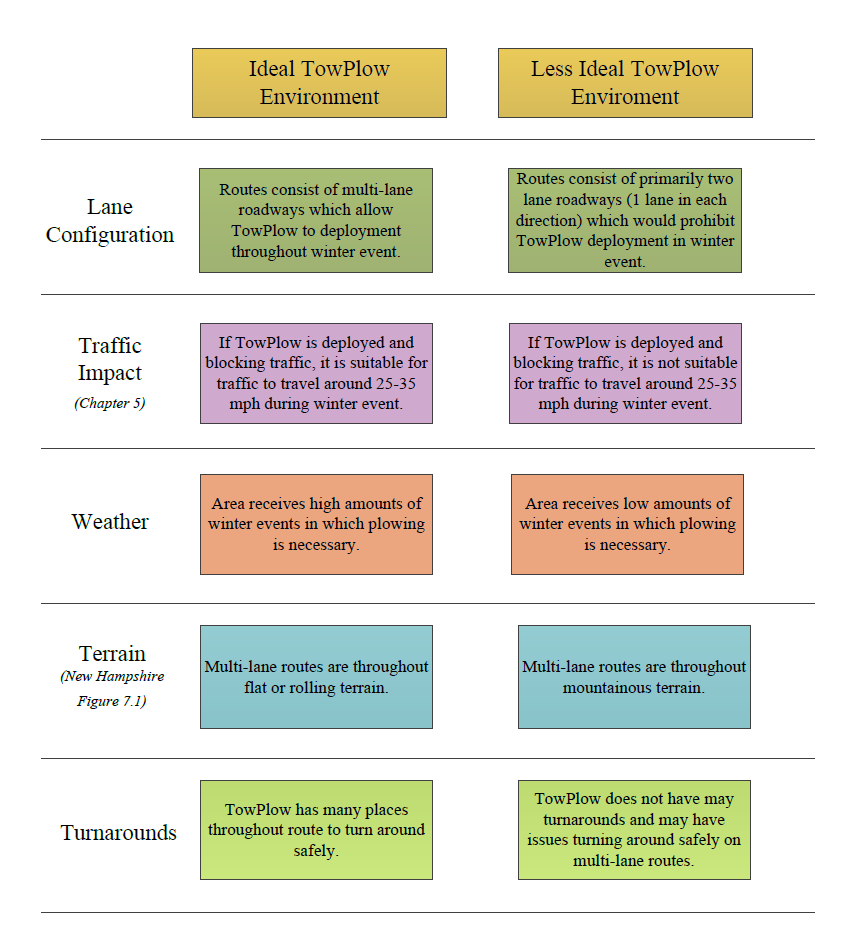 Ideal TowPlow
Environment
Less Ideal TowPlow
Enviroment
Lane
Configuration
Routes consist of multi-lane
roadways which allow
TowPlow to deployment
throughout winter event.
Routes consist of primarily two
lane roadways (1 lane in each
direction) which would prohibit
TowPlow deployment in winter
event.
Traffic
Impact
(Chapter 5)
If TowPlow is deployed and
blocking traffic, it is suitable for
traffic to travel around 25-35
mph during winter event.
If TowPlow is deployed and
blocking traffic, it is not suitable
for traffic to travel around 25-35
mph during winter event.
Weather
Area receives high amounts of
winter events in which plowing
is necessary.
Area receives low amounts of
winter events in which plowing
is necessary.
Terrain
(New Hampshire
Figure 7.1)
Multi-lane routes are throughout
flat or rolling terrain.
Multi-lane routes are throughout
mountainous terrain.
Turnarounds
TowPlow has many places
throughout route to turn around
safely.
TowPlow does not have may
turnarounds and may have
issues turning around safely on
multi-lane routes.